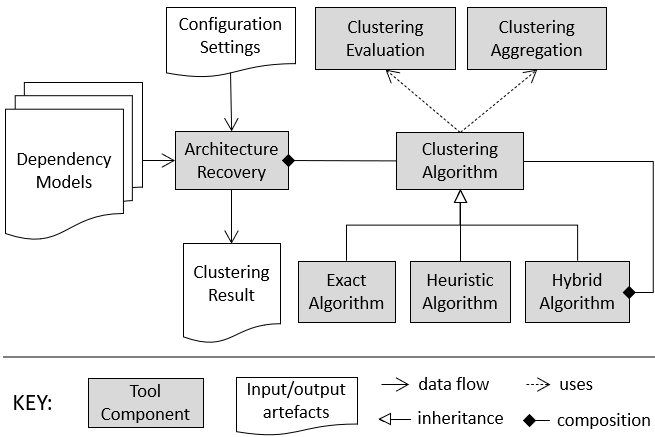 Configuration
Settings
Clustering
Evaluation
Clustering
Aggregation
Dependency
Models
Architecture
Recovery
Clustering
Algorithm
Clustering
Result
Exact
Algorithm
Heuristic
Algorithm
Hybrid
Algorithm
KEY:
Tool
Component
Input/output
artefacts
data flow
uses
inheritance
composition